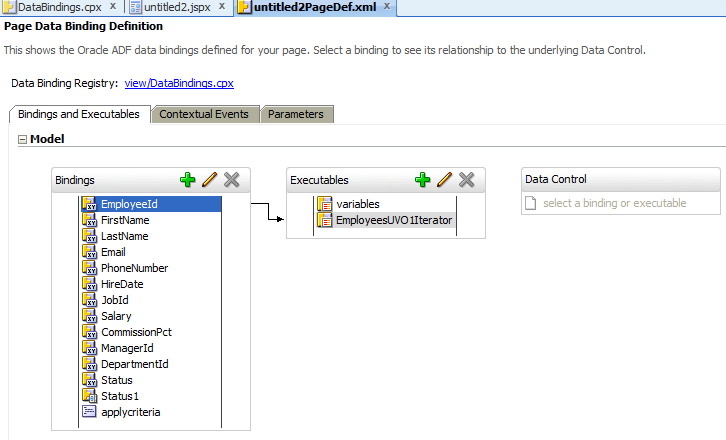 DataBindings.cpx x untitled2.jspx x untitled2PageDef.xml x
Page Data Binding Definition
This shows the Oracle ADF data bindings defined for your page. Select a binding to see its relationship to the underlying Data Control.
Data Binding Registry: view/DataBindings.cpx
Bindings and Executables Contextual Events Parameters
Model
Bindings
EmployeeId
FirstName
LastName
Email
PhoneNumber
HireDate
JobId
Salary
CommissionPct
ManagerId
DepartmentId
Status
Status1
applycriteria
Executables
variables
EmployeesUVO1Iterator
Data Control
select a binding or executable